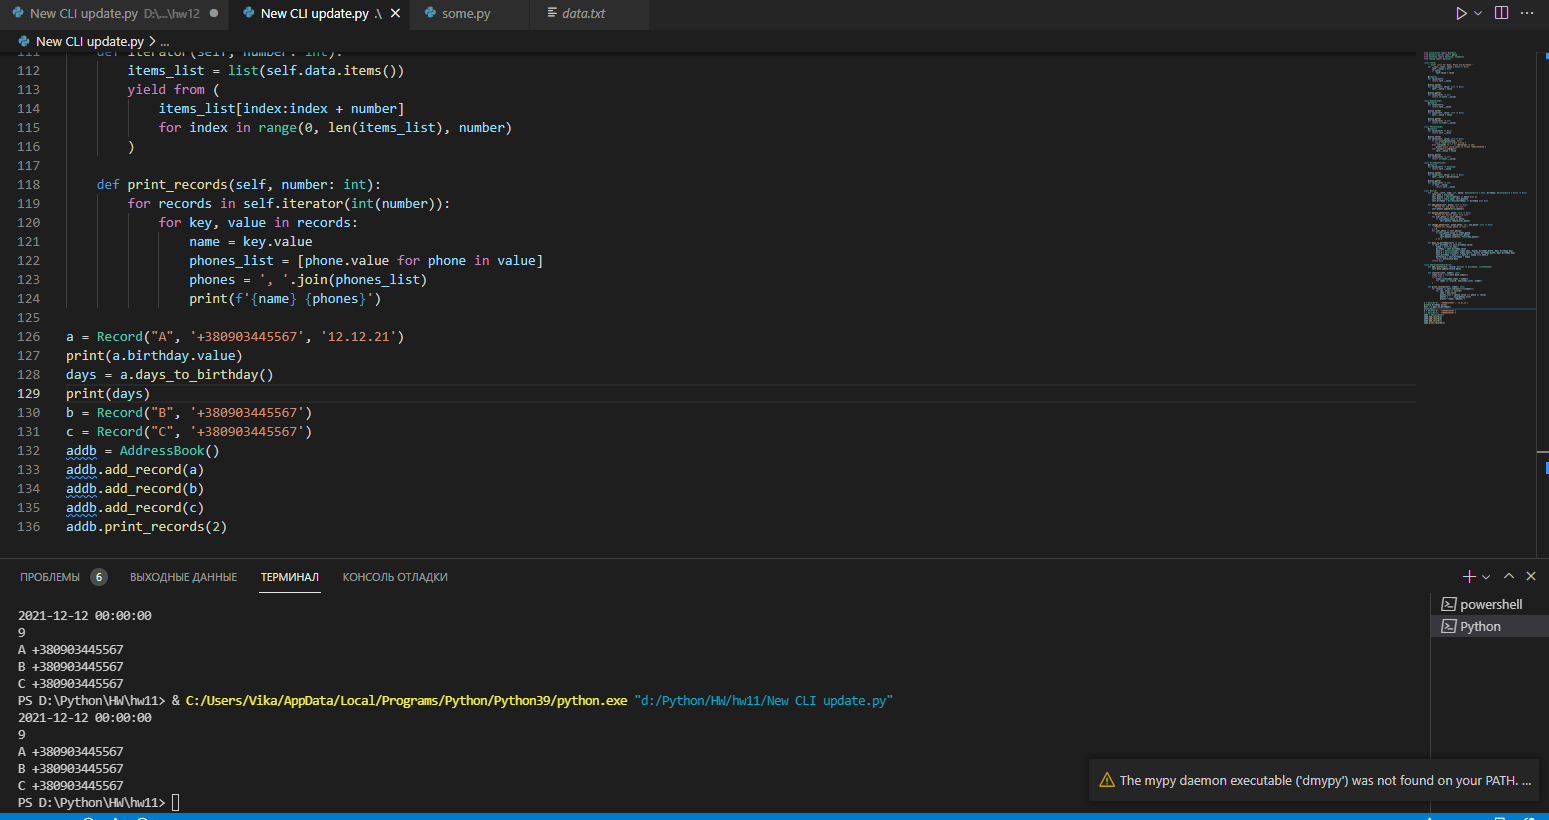 New CLI update.py D:\...\hw12 ● New CLI update.py .\ × some.py data.txt
New CLI update.py > ...
111 def iterator(self, number: int):
112 items_list = list(self.data.items())
113 yield from (
114 items_list[index:index + number]
115 for index in range(0, len(items_list), number)
116 )
117
118 def print_records(self, number: int):
119 for records in self.iterator(int(number)):
120 for key, value in records:
121 name = key.value
122 phones_list = [phone.value for phone in value]
123 phones = ', '.join(phones_list)
124 print(f'{name} {phones}')
125
126 a = Record("A", '+380903445567', '12.12.21')
127 print(a.birthday.value)
128 days = a.days_to_birthday()
129 print(days)
130 b = Record("B", '+380903445567')
131 c = Record("C", '+380903445567')
132 addb = AddressBook()
133 addb.add_record(a)
134 addb.add_record(b)
135 addb.add_record(c)
136 addb.print_records(2)
ПРОБЛЕМЫ 6 ВЫХОДНЫЕ ДАННЫЕ ТЕРМИНАЛ КОНСОЛЬ ОТЛАДКИ
powershell
Python
2021-12-12 00:00:00
9
A +380903445567
B +380903445567
C +380903445567
PS D:\Python\HW\hw11> & C:/Users/Vika/AppData/Local/Programs/Python/Python39/python.exe "d:/Python/HW/hw11/New CLI update.py"
2021-12-12 00:00:00
9
A +380903445567
B +380903445567
C +380903445567
PS D:\Python\HW\hw11>
The mypy daemon executable ('dmypy') was not found on your PATH. ...